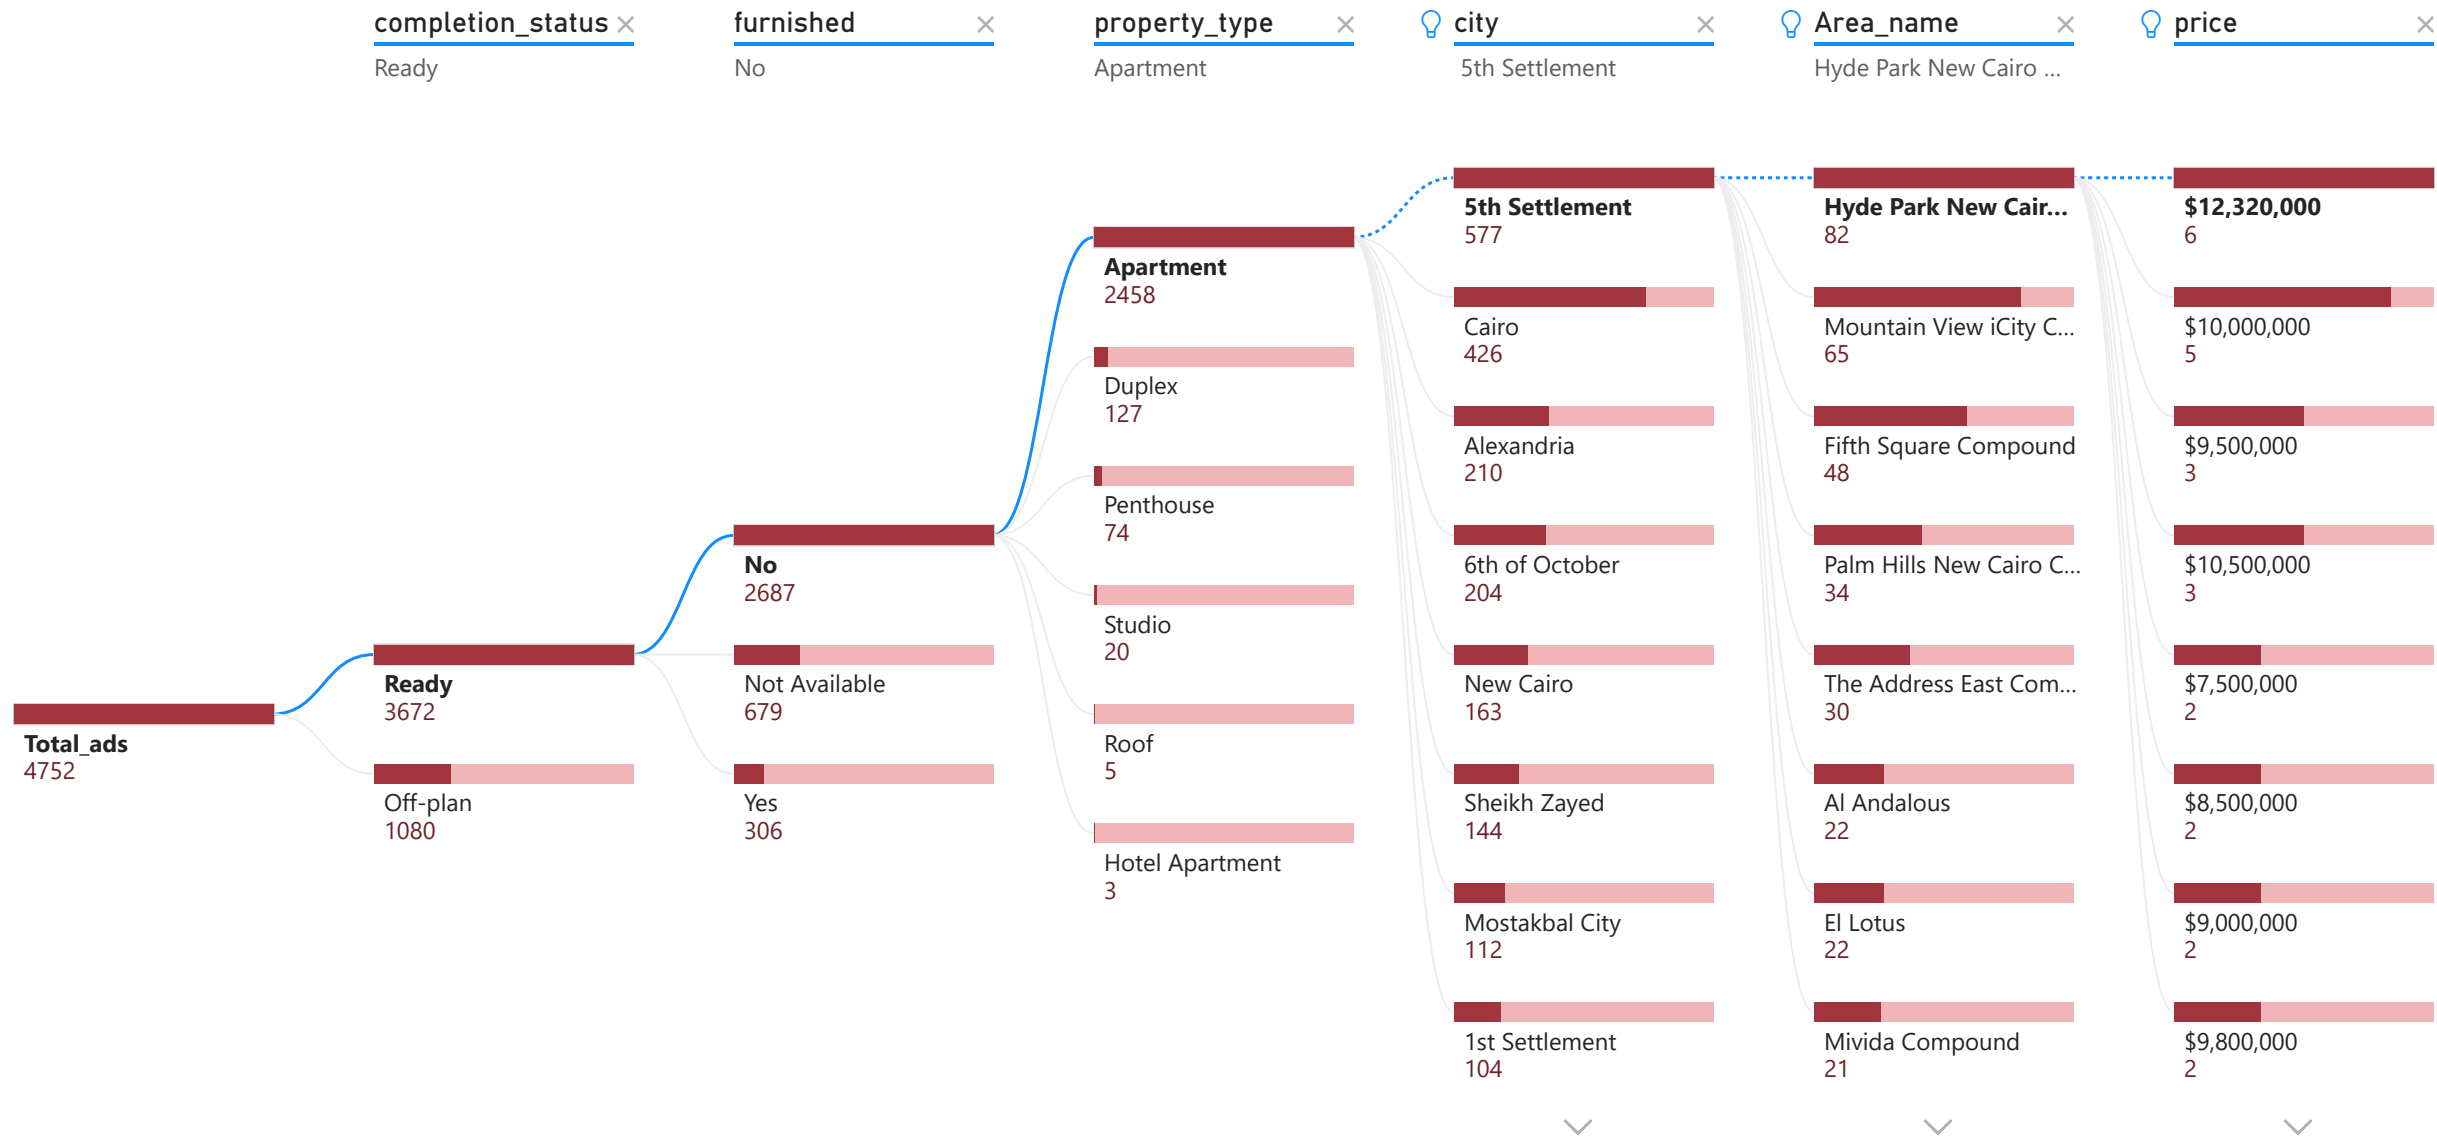 completion_status
Ready
furnished
No
property_type
Apartment
city
5th Settlement
Area_name
Hyde Park New Cairo ...
price
Total_ads
4752
Ready
3672
Off-plan
1080
No
2687
Not Available
679
Yes
306
Apartment
2458
Duplex
127
Penthouse
74
Studio
20
Roof
5
Hotel Apartment
3
5th Settlement
577
Cairo
426
Alexandria
210
6th of October
204
New Cairo
163
Sheikh Zayed
144
Mostakbal City
112
1st Settlement
104
Hyde Park New Cair...
82
Mountain View iCity C...
65
Fifth Square Compound
48
Palm Hills New Cairo C...
34
The Address East Com...
30
Al Andalous
22
El Lotus
22
Mivida Compound
21
$12,320,000
6
$10,000,000
5
$9,500,000
3
$10,500,000
3
$7,500,000
2
$8,500,000
2
$9,000,000
2
$9,800,000
2